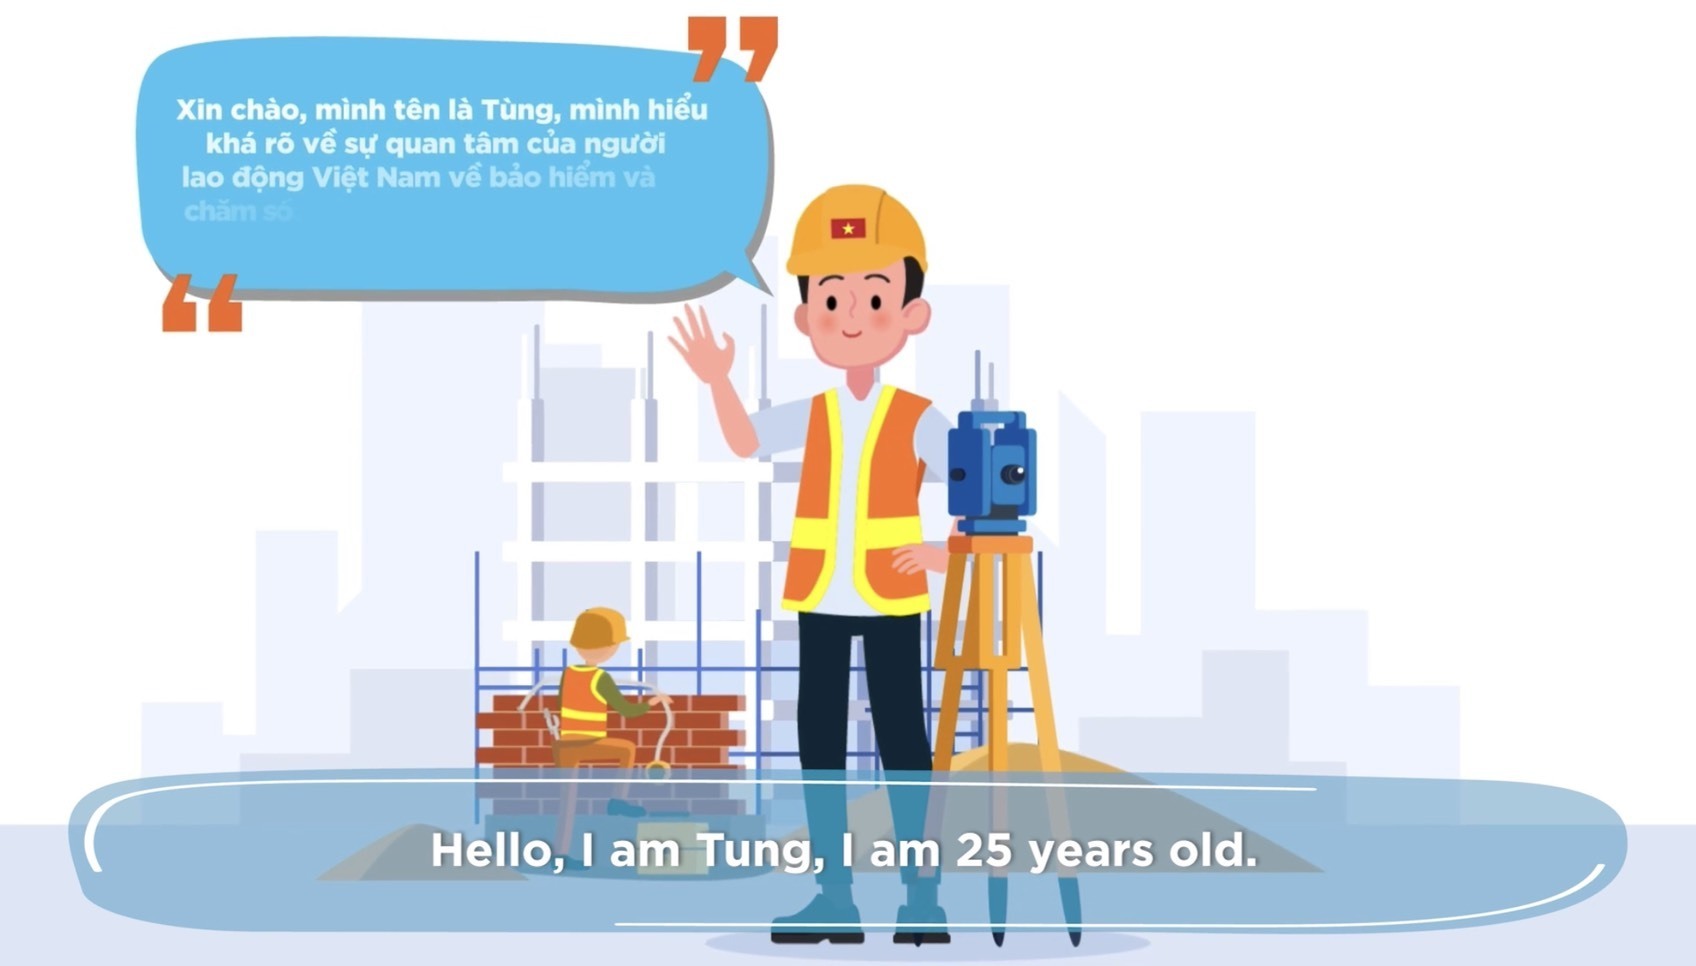 Xin chào, mình tên là Tùng, mình hiểu
khá rõ về sự quan tâm của người
lao động Việt Nam về bảo hiểm và
chăm só
Hello, I am Tung, I am 25 years old.